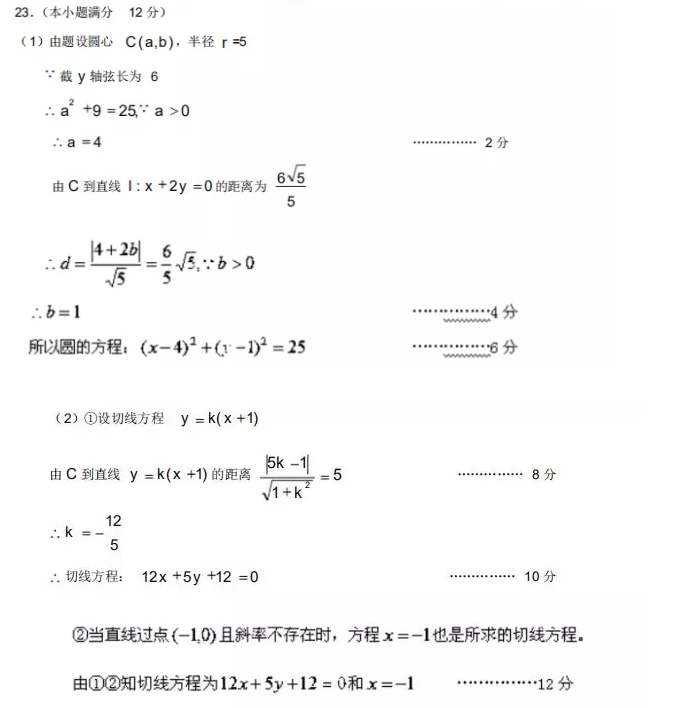 23.（本小题满分 12 分）
（1）由题设圆心 C(a,b), 半径 r =5
∵ 截 y 轴弦长为 6
∴ a² +9 =25,∵ a >0
∴ a =4 …………… 2 分
由 C 到直线 l : x +2y =0 的距离为 6√5/5
∴ d = |4+2b|/√5 = 6/5 √5, ∵ b > 0
∴ b = 1 ……………4 分
所以圆的方程：(x−4)² +(y −1)² = 25 ……………6 分
（2）①设切线方程 y =k( x +1)
由 C 到直线 y =k(x +1) 的距离 |5k −1|/√(1+k²) =5 …………… 8 分
∴ k =− 12/5
∴ 切线方程： 12x +5y +12 =0 …………… 10 分
②当直线过点(−1,0)且斜率不存在时，方程 x = −1也是所求的切线方程。
由①②知切线方程为12x+5y+12 = 0和 x = −1 ……………12 分